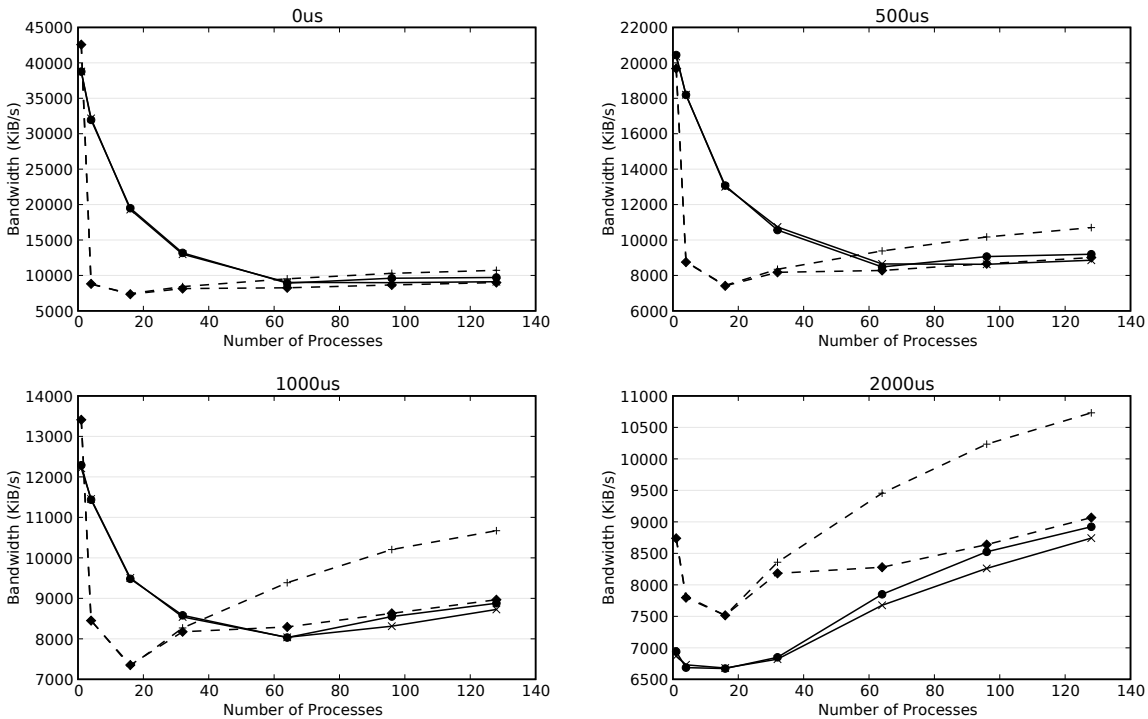 0us
45000
40000
35000
30000
25000
20000
15000
10000
5000
Bandwidth (KiB/s)
0 20 40 60 80 100 120 140
Number of Processes
500us
22000
20000
18000
16000
14000
12000
10000
8000
6000
Bandwidth (KiB/s)
0 20 40 60 80 100 120 140
Number of Processes
1000us
14000
13000
12000
11000
10000
9000
8000
7000
Bandwidth (KiB/s)
0 20 40 60 80 100 120 140
Number of Processes
2000us
11000
10500
10000
9500
9000
8500
8000
7500
7000
6500
Bandwidth (KiB/s)
0 20 40 60 80 100 120 140
Number of Processes